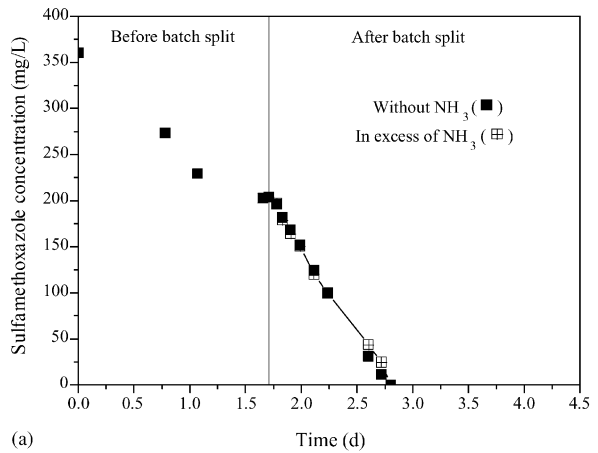 Before batch split
After batch split
Without NH3 ( )
In excess of NH3 ( )
Sulfamethoxazole concentration (mg/L)
400
350
300
250
200
150
100
50
0
0.0 0.5 1.0 1.5 2.0 2.5 3.0 3.5 4.0 4.5
(a)
Time (d)